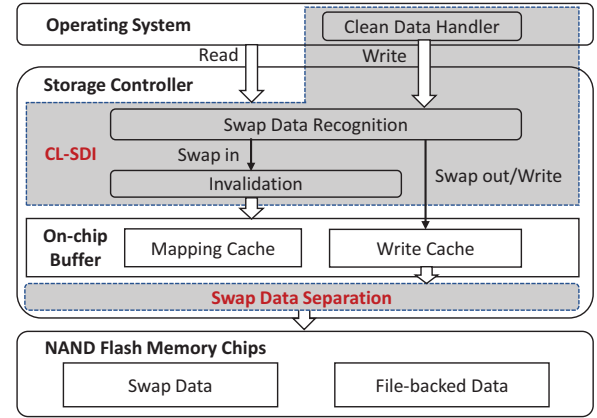 Operating System
Clean Data Handler
Read
Write
Storage Controller
Swap Data Recognition
CL-SDI
Swap in
Swap out/Write
Invalidation
On-chip
Buffer
Mapping Cache
Write Cache
Swap Data Separation
NAND Flash Memory Chips
Swap Data
File-backed Data